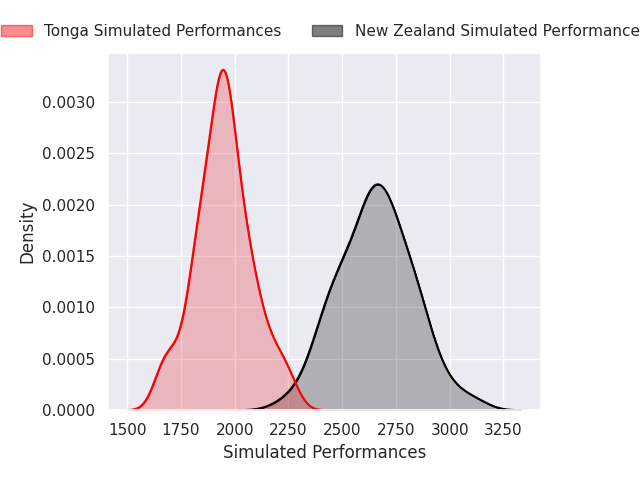 Tonga Simulated Performances
New Zealand Simulated Performance
0.0030
0.0025
0.0020
0.0015
0.0010
0.0005
0.0000
Density
1500 1750 2000 2250 2500 2750 3000 3250
Simulated Performances